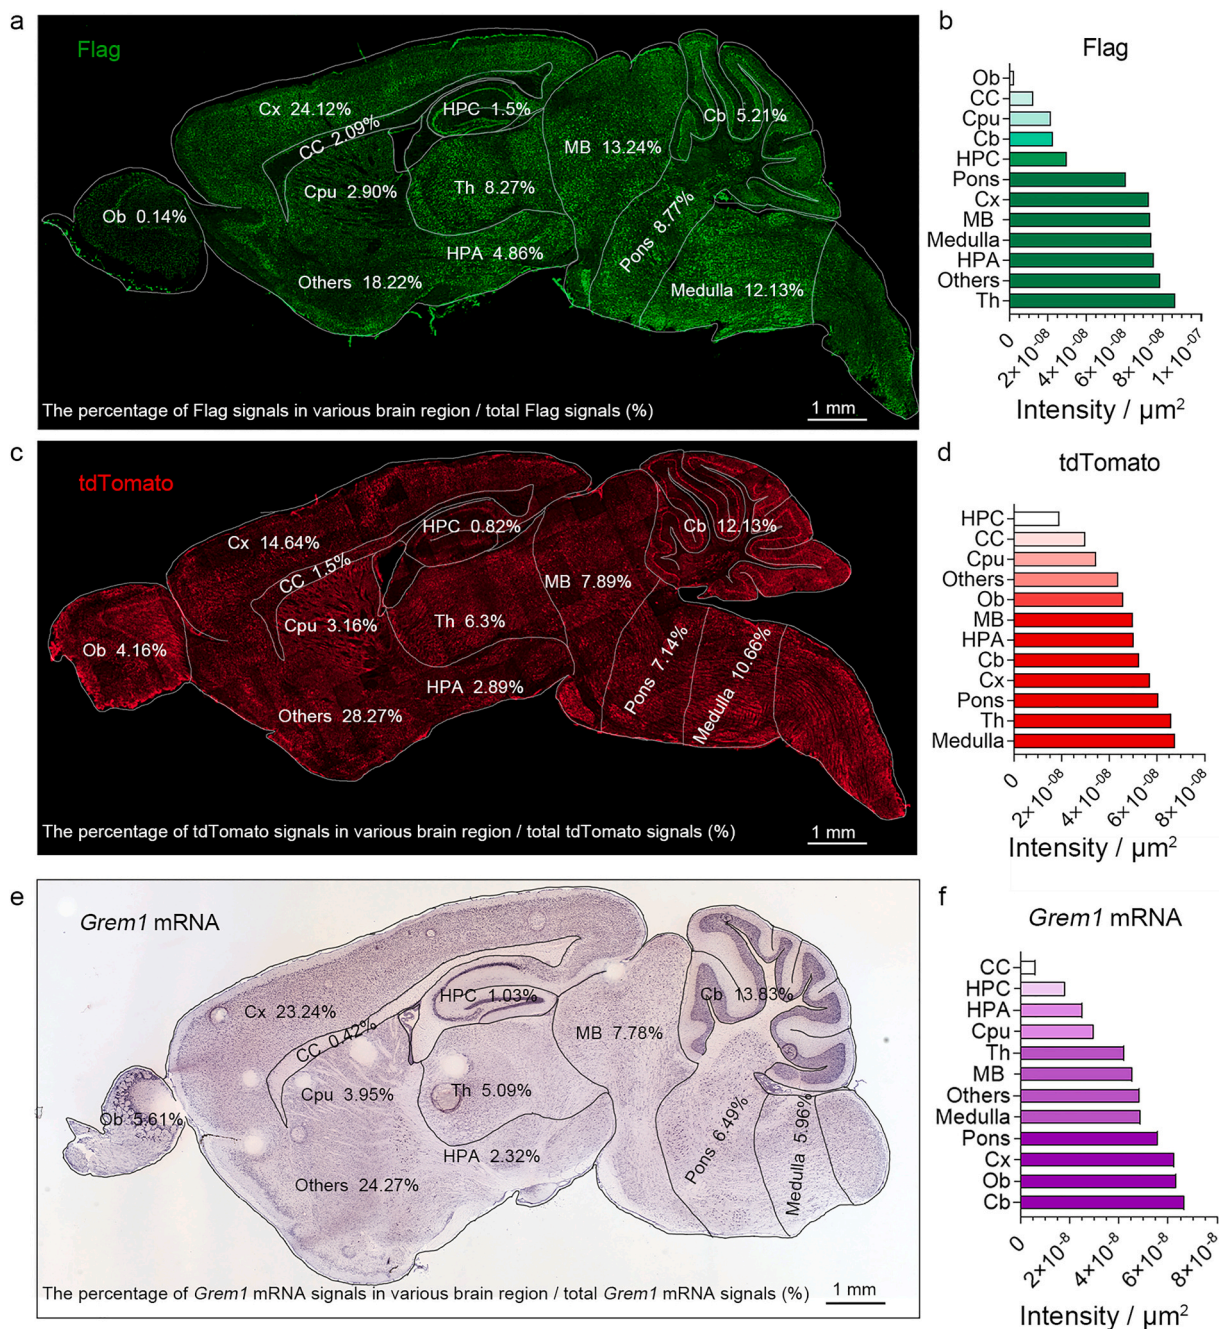 a
Flag
Cx 24.12%
HPC 1.5%
Cb 5.21%
CC 2.09%
MB 13.24%
Cpu 2.90%
Th 8.27%
Ob 0.14%
Pons 8.77%
HPA 4.86%
Others 18.22%
Medulla 12.13%
The percentage of Flag signals in various brain region / total Flag signals (%)
1 mm
b
Flag
Ob
CC
Cpu
Cb
HPC
Pons
Cx
MB
Medulla
HPA
Others
Th
0
2×10⁻⁰⁸
4×10⁻⁰⁸
6×10⁻⁰⁸
8×10⁻⁰⁸
1×10⁻⁰⁷
Intensity / µm²
c
tdTomato
HPC 0.82%
Cb 12.13%
Cx 14.64%
CC 1.5%
MB 7.89%
Th 6.3%
Cpu 3.16%
Ob 4.16%
Pons 7.14%
Medulla 10.66%
HPA 2.89%
Others 28.27%
The percentage of tdTomato signals in various brain region / total tdTomato signals (%)
1 mm
d
tdTomato
HPC
CC
Cpu
Others
Ob
MB
HPA
Cb
Cx
Pons
Th
Medulla
0
2×10⁻⁰⁸
4×10⁻⁰⁸
6×10⁻⁰⁸
8×10⁻⁰⁸
Intensity / µm²
e
Grem1 mRNA
HPC 1.03%
Cb 13.83%
Cx 23.24%
CC 0.42%
MB 7.78%
Cpu 3.95%
Th 5.09%
Ob 5.61%
Pons 6.49%
Medulla 5.96%
HPA 2.32%
Others 24.27%
The percentage of Grem1 mRNA signals in various brain region / total Grem1 mRNA signals (%)
1 mm
f
Grem1 mRNA
CC
HPC
HPA
Cpu
Th
MB
Others
Medulla
Pons
Cx
Ob
Cb
0
2×10⁻⁸
4×10⁻⁸
6×10⁻⁸
8×10⁻⁸
Intensity / µm²